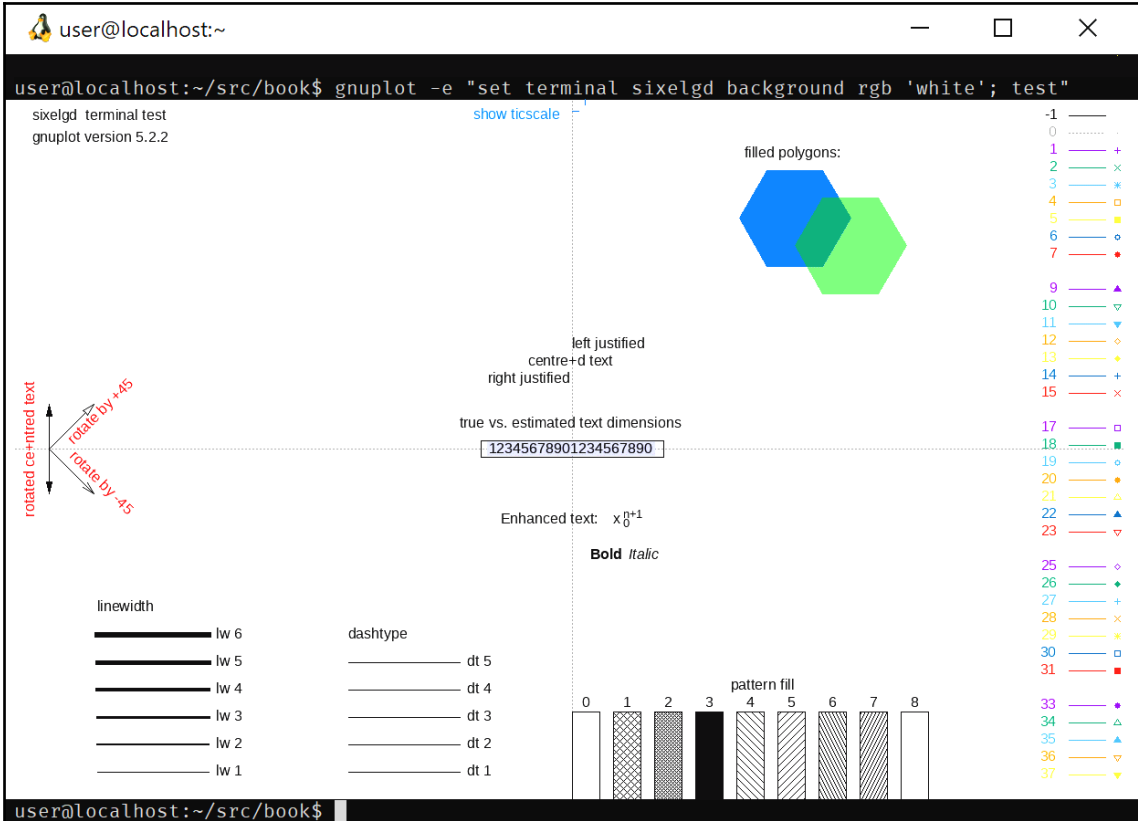 user@localhost:~
user@localhost:~/src/book$ gnuplot -e "set terminal sixelgd background rgb 'white'; test"
sixelgd  terminal test
gnuplot version 5.2.2
show ticscale
filled polygons:
left justified
centre+d text
right justified
true vs. estimated text dimensions
12345678901234567890
rotated ce+ntred text
rotate by +45
rotate by -45
Enhanced text: x n+1 0
Bold Italic
linewidth
lw 6
lw 5
lw 4
lw 3
lw 2
lw 1
dashtype
dt 5
dt 4
dt 3
dt 2
dt 1
pattern fill
0 1 2 3 4 5 6 7 8
-1
0
1
2
3
4
5
6
7
9
10
11
12
13
14
15
17
18
19
20
21
22
23
25
26
27
28
29
30
31
33
34
35
36
37
user@localhost:~/src/book$